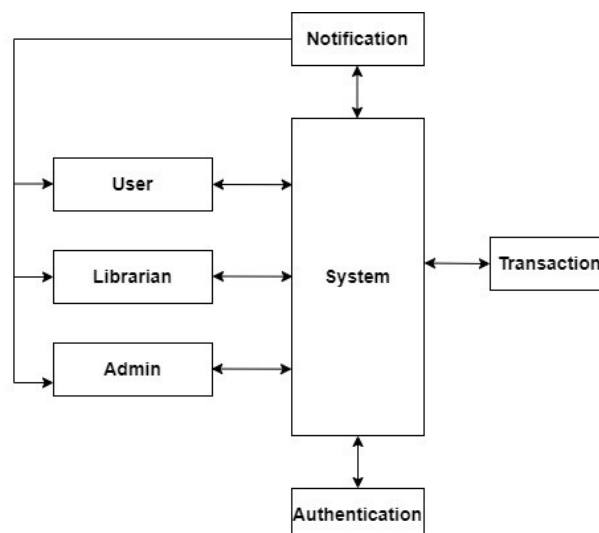 Notification
User
Librarian
System
Transaction
Admin
Authentication